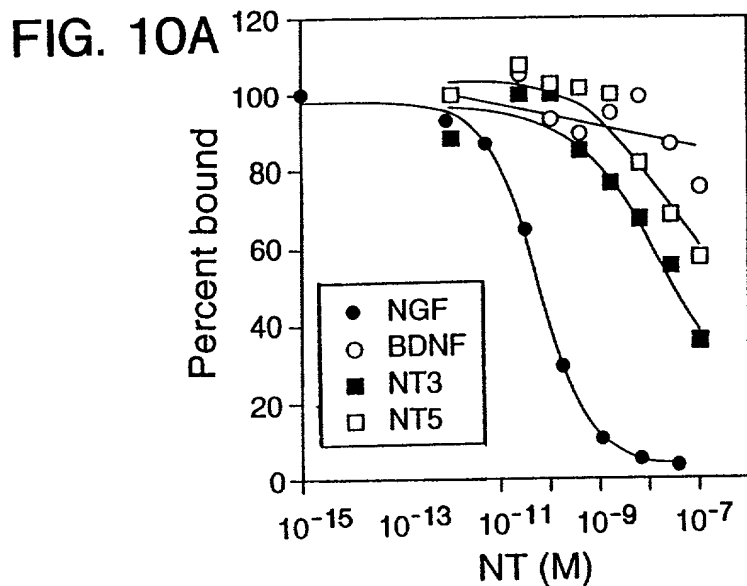 FIG. 10A
120
100
80
60
40
20
0
Percent bound
NGF
BDNF
NT3
NT5
10⁻¹⁵ 10⁻¹³ 10⁻¹¹ 10⁻⁹ 10⁻⁷
NT (M)